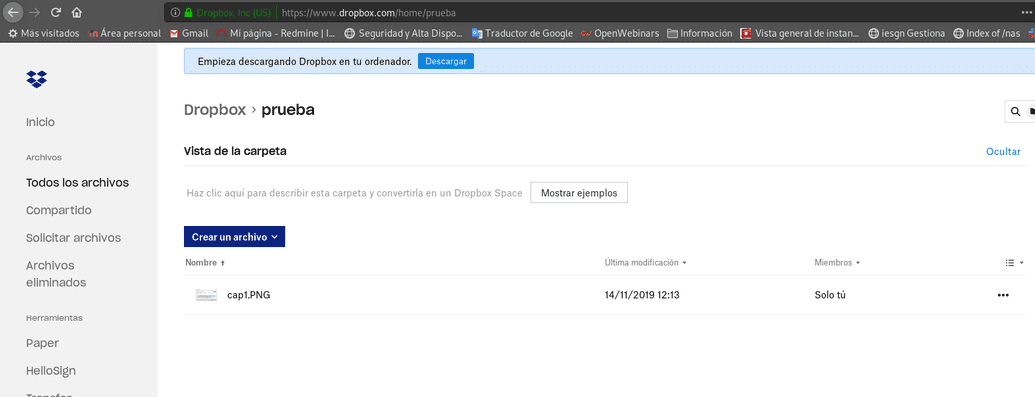 Dropbox, Inc (US) https://www.dropbox.com/home/prueba
Más visitados Área personal Gmail Mi página - Redmine | I... Seguridad y Alta Dispo... Traductor de Google OpenWebinars Información Vista general de instan... iesgn Gestiona Index of /nas
Empieza descargando Dropbox en tu ordenador. Descargar
Dropbox › prueba
Inicio
Vista de la carpeta Ocultar
Archivos
Todos los archivos
Haz clic aquí para describir esta carpeta y convertirla en un Dropbox Space Mostrar ejemplos
Compartido
Solicitar archivos
Crear un archivo
Archivos
eliminados
Nombre ↑ Última modificación Miembros
cap1.PNG 14/11/2019 12:13 Solo tú
Herramientas
Paper
HelloSign
Transfer